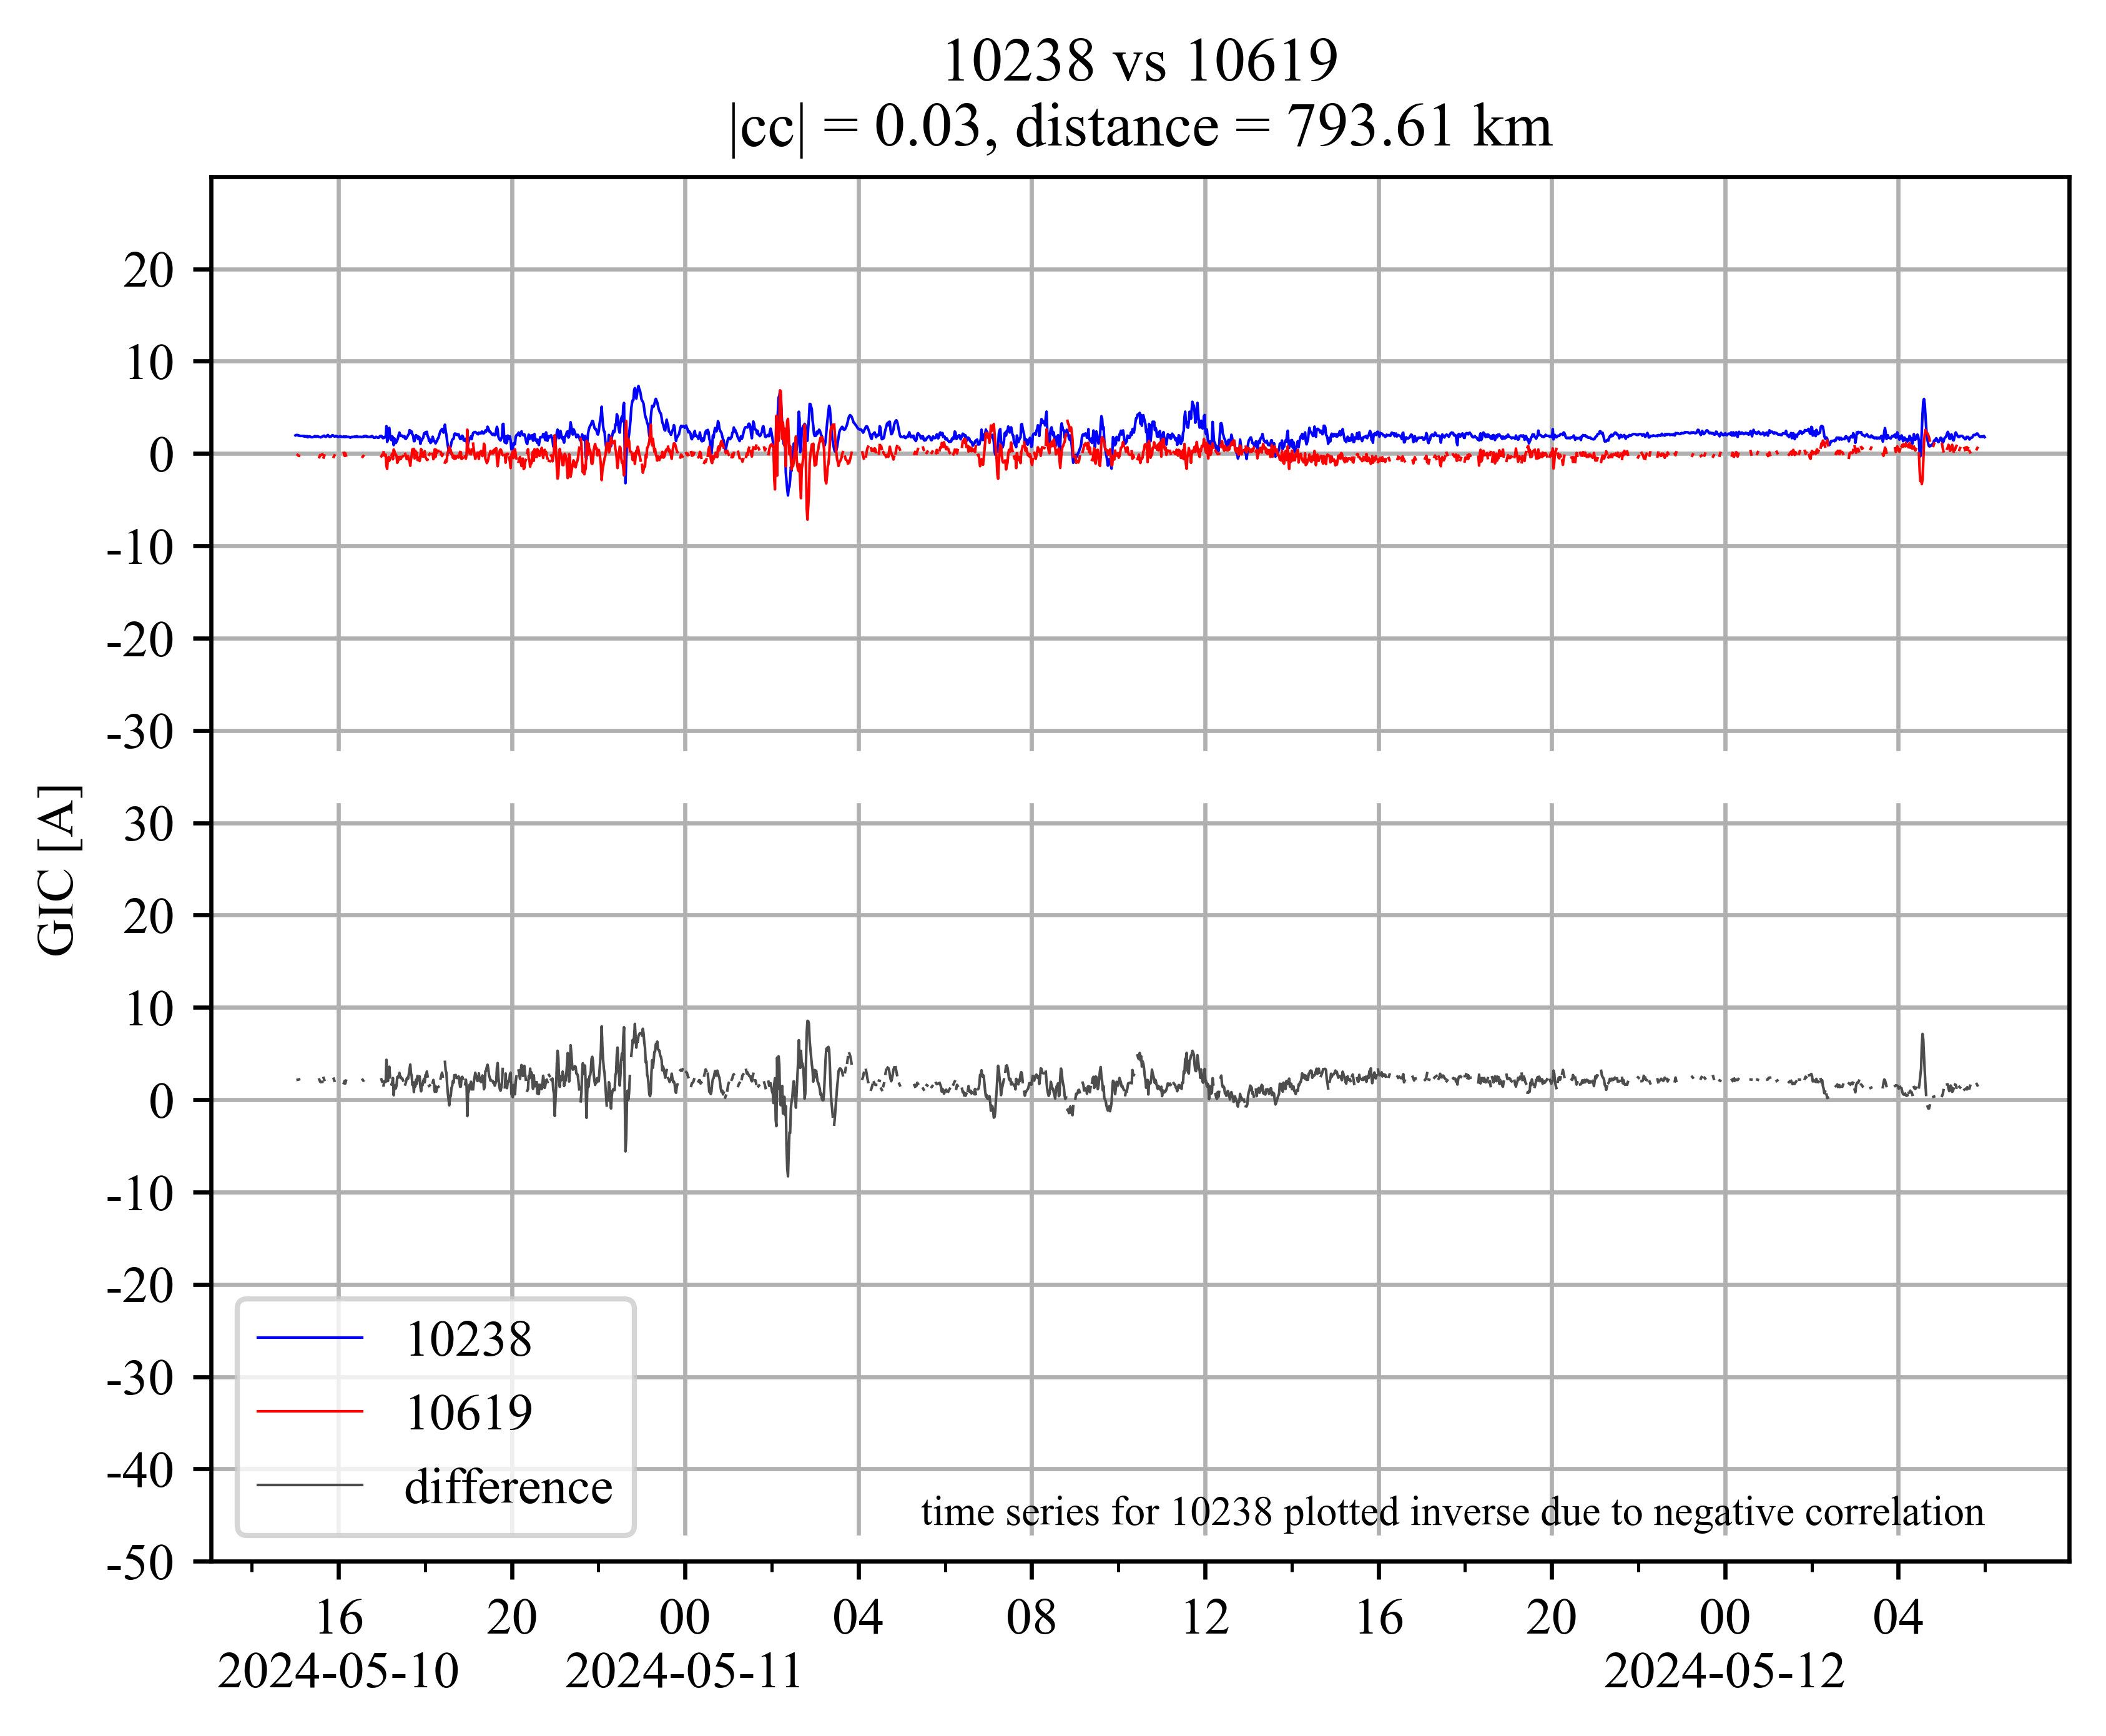 10238 vs 10619
|cc| = 0.03, distance = 793.61 km
GIC [A]
20
10
0
-10
-20
-30
30
20
10
0
-10
-20
-30
-40
-50
10238
10619
difference
time series for 10238 plotted inverse due to negative correlation
16 20 00 04 08 12 16 20 00 04
2024-05-10 2024-05-11 2024-05-12